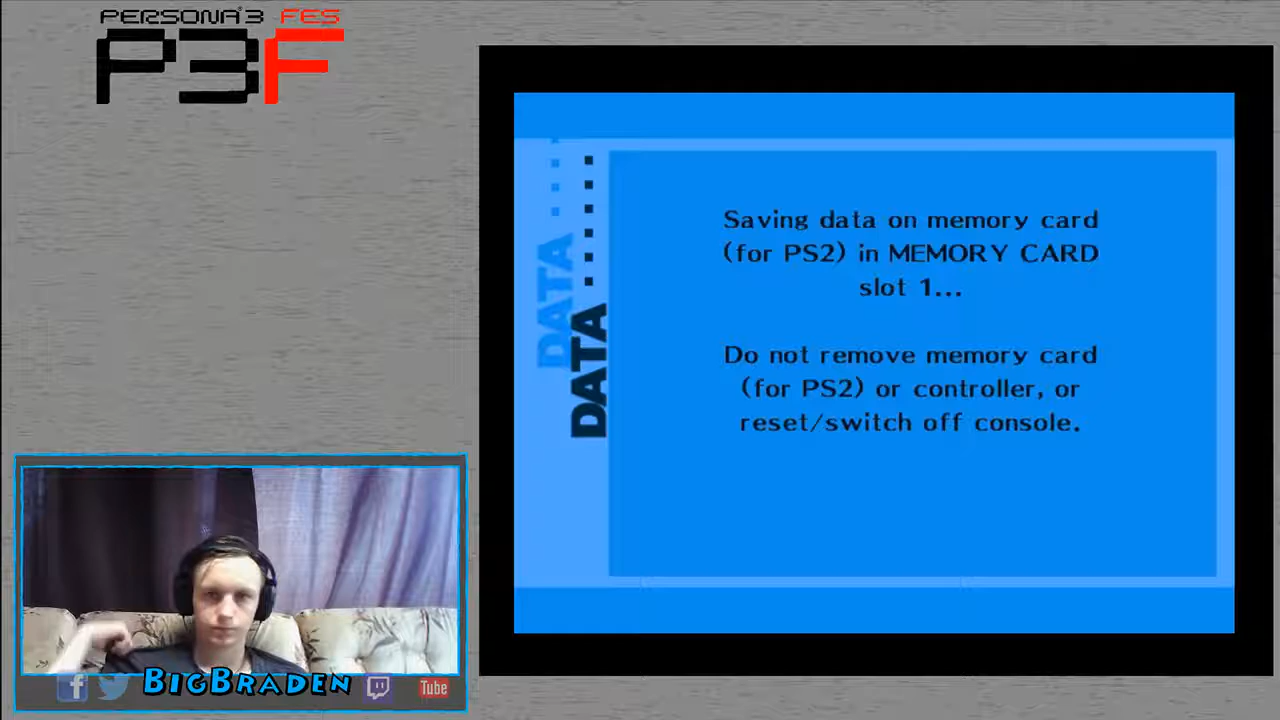 PERSONA®3 FES
P3F
DATA
DATA
Saving data on memory card
(for PS2) in MEMORY CARD
slot 1...
Do not remove memory card
(for PS2) or controller, or
reset/switch off console.
BIGBRADEN
Tube